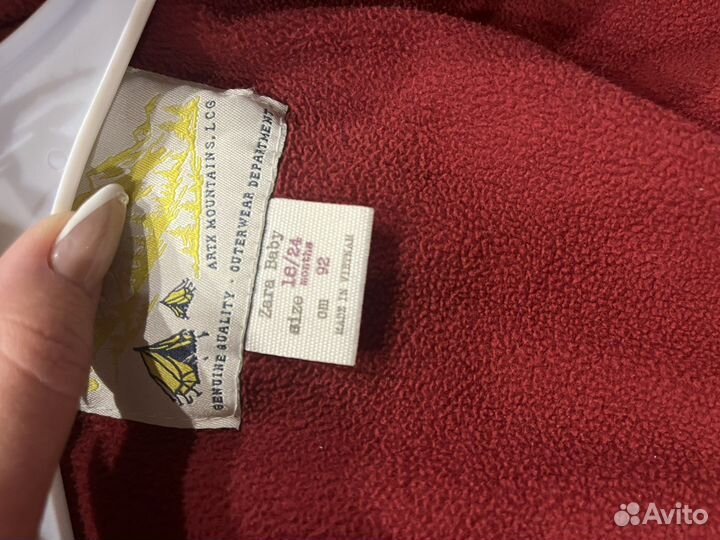 ARTX MOUNTAINS, LCG
GENUINE QUALITY · OUTERWEAR DEPARTMENT
Zara Baby
size 18/24
months
cm 92
MADE IN VIETNAM
Avito